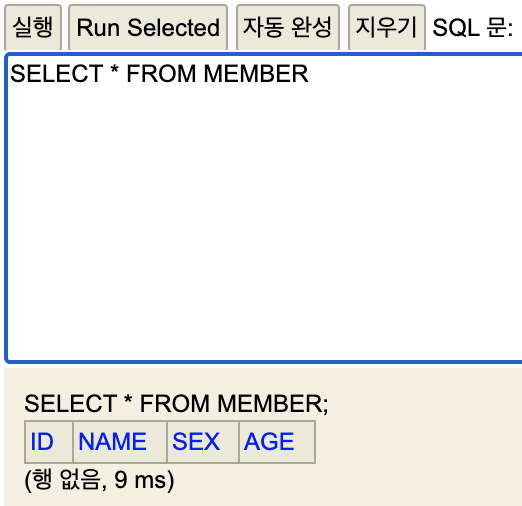 실행 Run Selected 자동 완성 지우기 SQL 문:
SELECT * FROM MEMBER
SELECT * FROM MEMBER;
ID NAME SEX AGE
(행 없음, 9 ms)